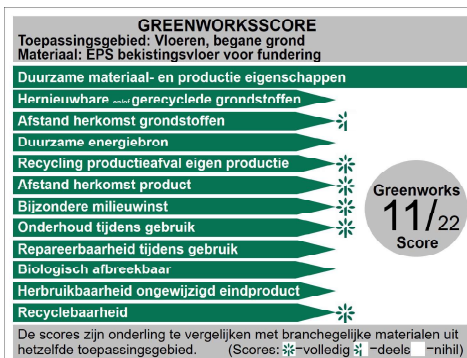 GREENWORKSSCORE
Toepassingsgebied: Vloeren, begane grond
Materiaal: EPS bekistingsvloer voor fundering
Duurzame materiaal- en productie eigenschappen
Hernieuwbare en/of gerecyclede grondstoffen
Afstand herkomst grondstoffen
Duurzame energiebron
Recycling productieafval eigen productie
Afstand herkomst product
Bijzondere milieuwinst
Onderhoud tijdens gebruik
Repareerbaarheid tijdens gebruik
Biologisch afbreekbaar
Herbruikbaarheid ongewijzigd eindproduct
Recyclebaarheid
Greenworks
11/22
Score
De scores zijn onderling te vergelijken met branchegelijke materialen uit
hetzelfde toepassingsgebied. (Scores: –volledig –deels –nihil)